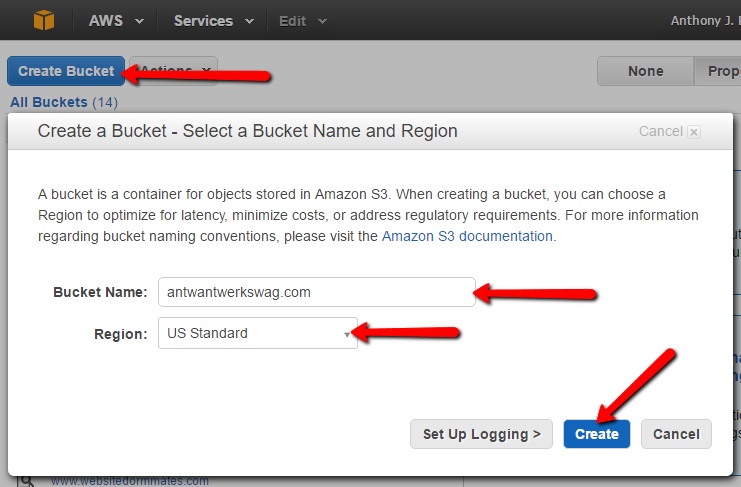 AWS Services Edit Anthony J.
Create Bucket Actions None
All Buckets (14)
Create a Bucket - Select a Bucket Name and Region Cancel
A bucket is a container for objects stored in Amazon S3. When creating a bucket, you can choose a
Region to optimize for latency, minimize costs, or address regulatory requirements. For more information
regarding bucket naming conventions, please visit the Amazon S3 documentation.
Bucket Name: antwantwerkswag.com
Region: US Standard
Set Up Logging > Create Cancel
www.websitedormmates.com